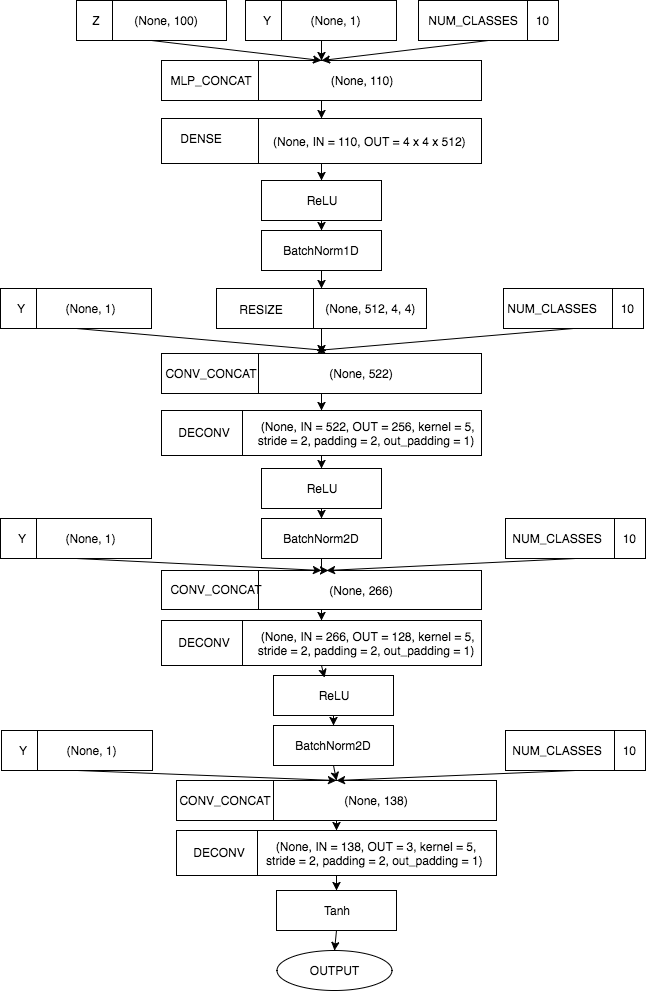 Z (None, 100) Y (None, 1) NUM_CLASSES 10
MLP_CONCAT (None, 110)
DENSE (None, IN = 110, OUT = 4 x 4 x 512)
ReLU
BatchNorm1D
Y (None, 1) RESIZE (None, 512, 4, 4) NUM_CLASSES 10
CONV_CONCAT (None, 522)
DECONV (None, IN = 522, OUT = 256, kernel = 5,
stride = 2, padding = 2, out_padding = 1)
ReLU
Y (None, 1) BatchNorm2D NUM_CLASSES 10
CONV_CONCAT (None, 266)
DECONV (None, IN = 266, OUT = 128, kernel = 5,
stride = 2, padding = 2, out_padding = 1)
ReLU
Y (None, 1) BatchNorm2D NUM_CLASSES 10
CONV_CONCAT (None, 138)
DECONV (None, IN = 138, OUT = 3, kernel = 5,
stride = 2, padding = 2, out_padding = 1)
Tanh
OUTPUT